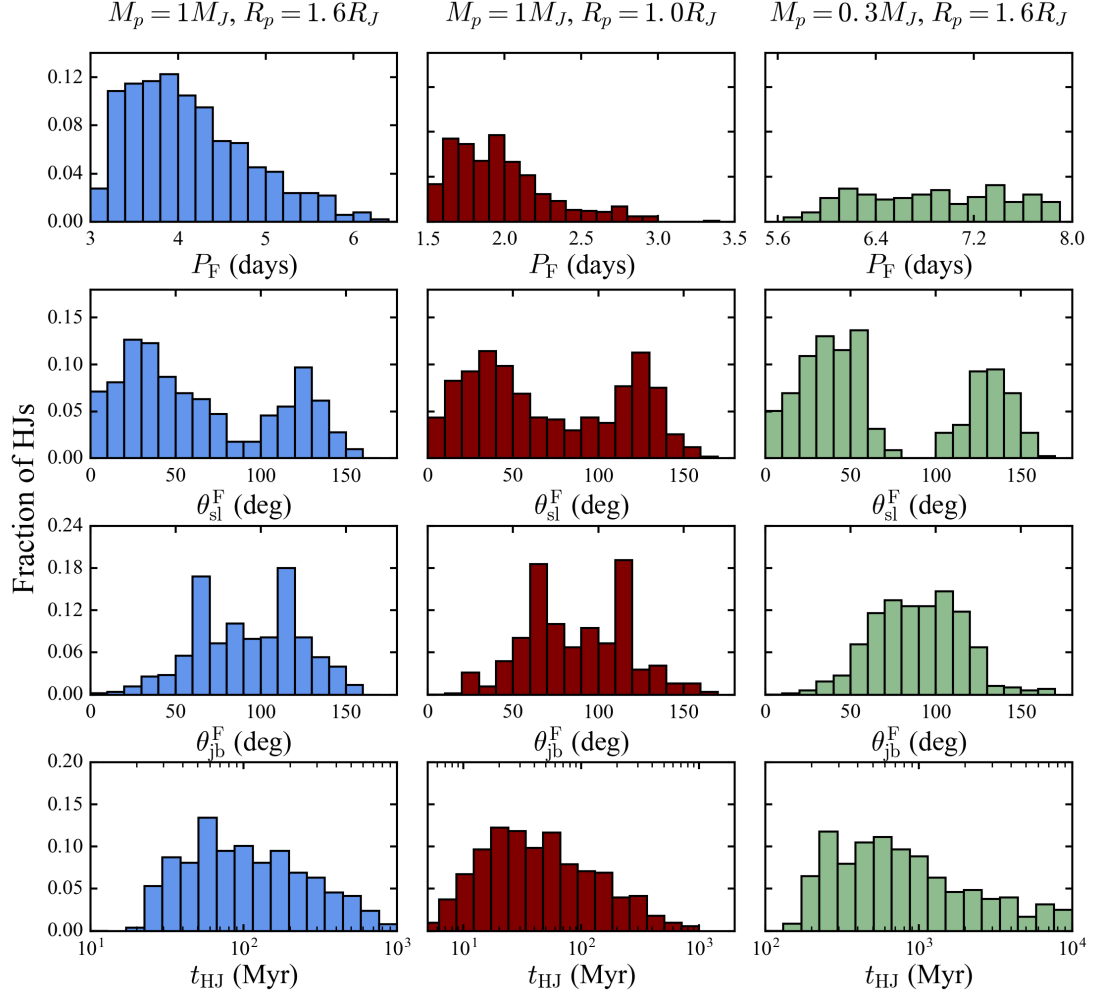 M_p = 1M_J, R_p = 1.6R_J
M_p = 1M_J, R_p = 1.0R_J
M_p = 0.3M_J, R_p = 1.6R_J
Fraction of HJs
0.12
0.08
0.04
0.00
3 4 5 6
P_F (days)
1.5 2.0 2.5 3.0 3.5
P_F (days)
5.6 6.4 7.2 8.0
P_F (days)
0.15
0.10
0.05
0.00
0 50 100 150
θ_sl^F (deg)
0 50 100 150
θ_sl^F (deg)
0 50 100 150
θ_sl^F (deg)
0.24
0.18
0.12
0.06
0.00
0 50 100 150
θ_jb^F (deg)
0 50 100 150
θ_jb^F (deg)
0 50 100 150
θ_jb^F (deg)
0.20
0.15
0.10
0.05
0.00
10^1 10^2 10^3
t_HJ (Myr)
10^1 10^2 10^3
t_HJ (Myr)
10^2 10^3 10^4
t_HJ (Myr)